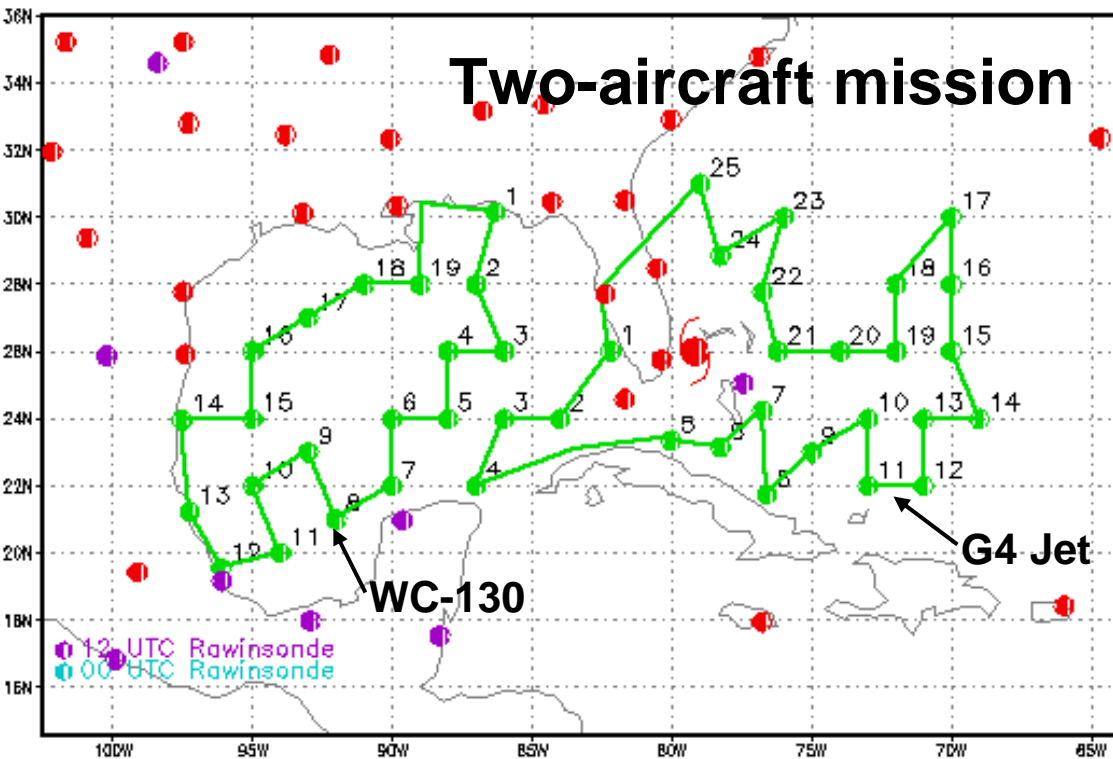 36N
Two-aircraft mission
34N
32N
25
1
23
17
30N
24
18 19 2
22
18
16
28N
17
16
4
3
1
21
20
19
15
26N
14
15
6
5
3
2
7
10
13
14
24N
9
6
5
9
10
7
4
8
11
12
22N
13
8
11
12
20N
G4 Jet
WC-130
18N
12 UTC Rawinsonde
00 UTC Rawinsonde
16N
100W 95W 90W 85W 80W 75W 70W 65W